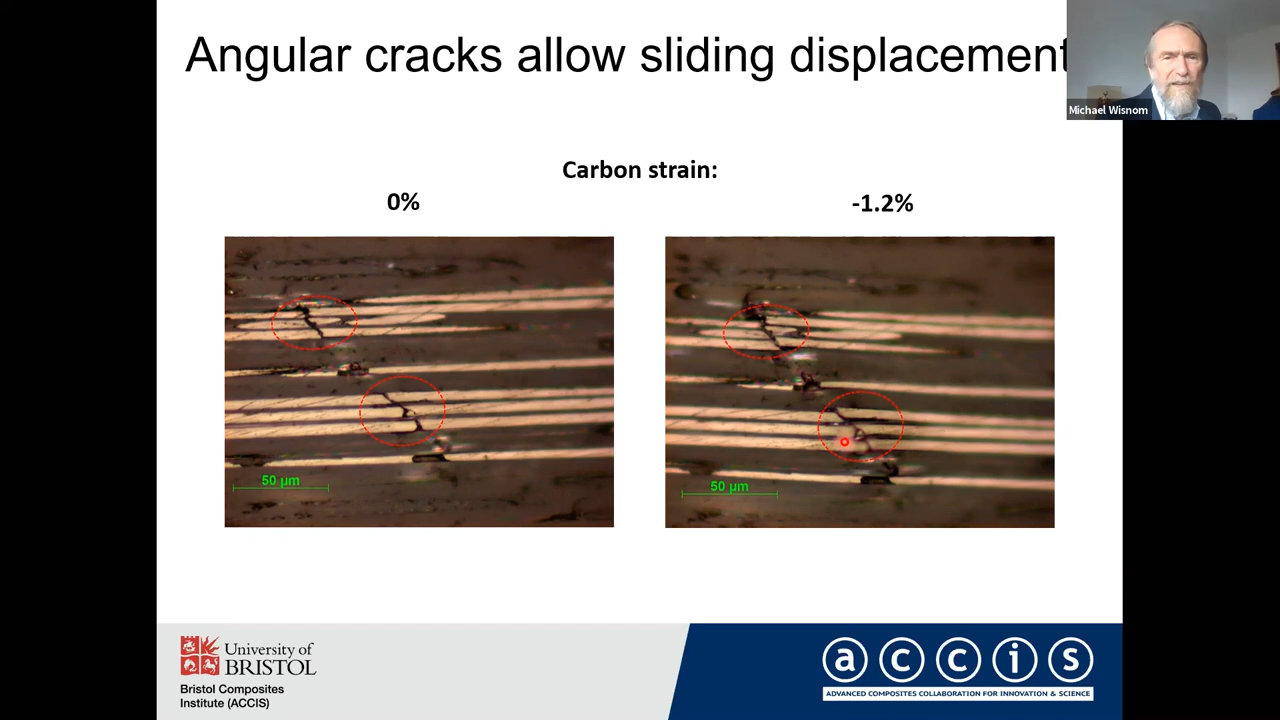 Angular cracks allow sliding displacement
Michael Wisnom
Carbon strain:
0%
-1.2%
50 µm
50 µm
University of
BRISTOL
Bristol Composites
Institute (ACCIS)
accis
ADVANCED COMPOSITES COLLABORATION FOR INNOVATION & SCIENCE